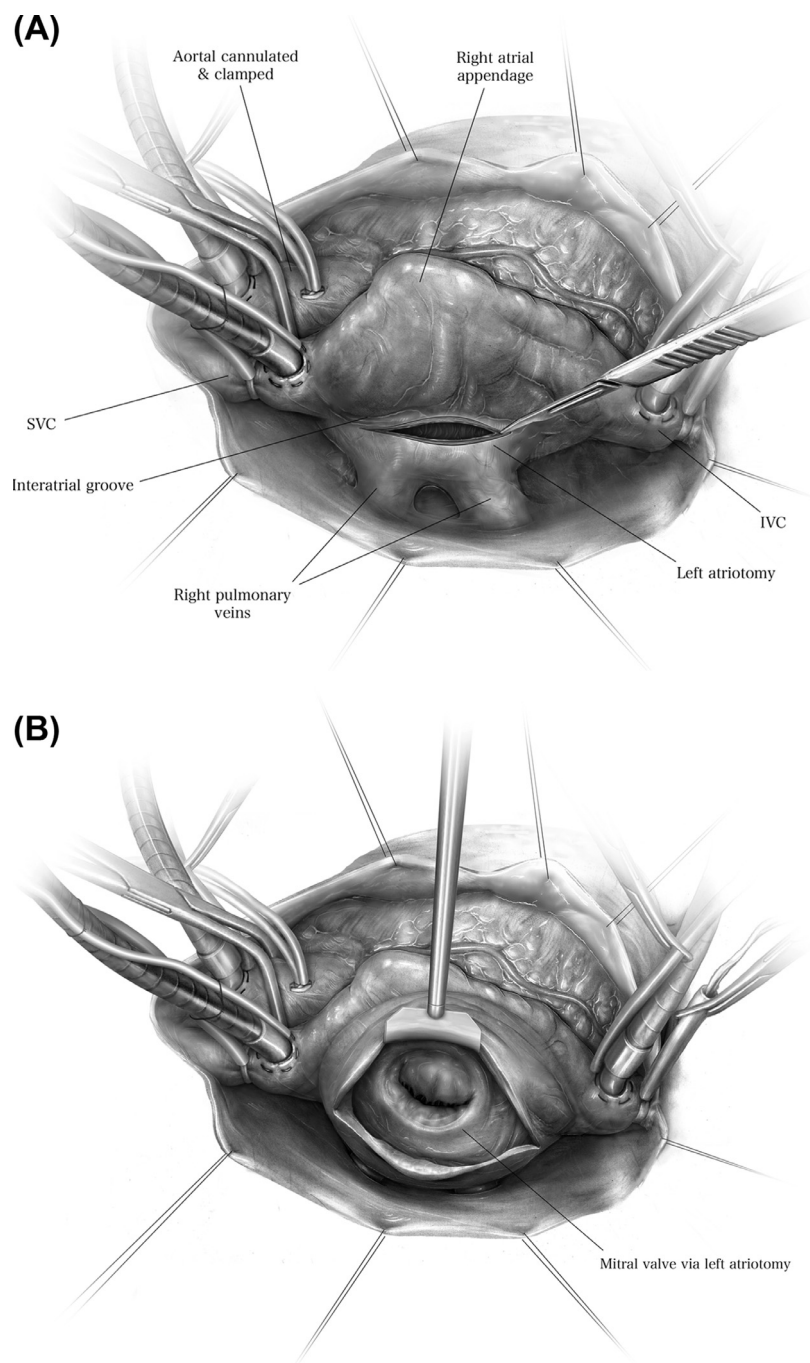 (A)
Aortal cannulated
& clamped
Right atrial
appendage
SVC
Interatrial groove
IVC
Left atriotomy
Right pulmonary
veins
(B)
Mitral valve via left atriotomy